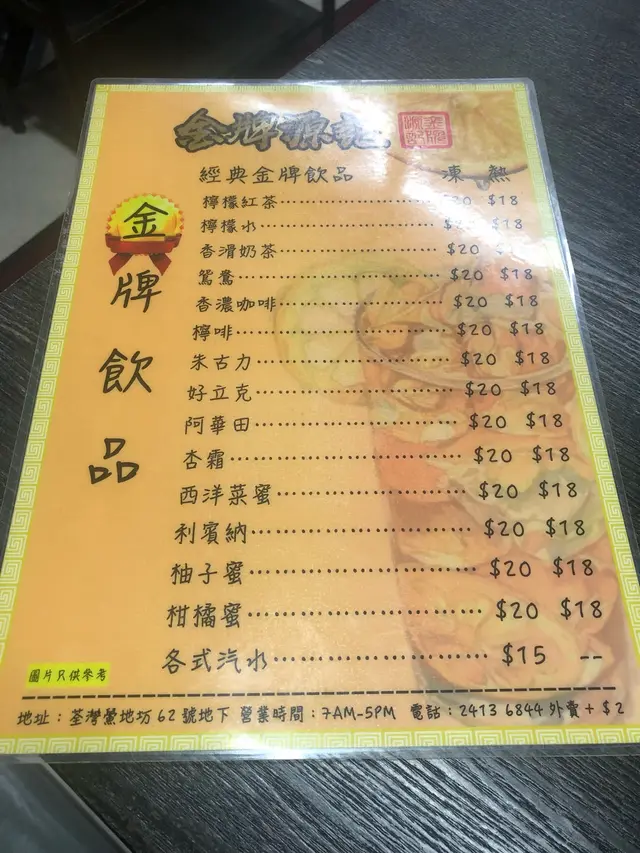 金牌源記
金牌源記
金牌飲品
經典金牌飲品 凍 熱
檸檬紅茶 $20 $18
檸檬水 $18
香滑奶茶 $20
鴛鴦 $20 $18
香濃咖啡 $20 $18
檸啡 $20 $18
朱古力 $20 $18
好立克 $20 $18
阿華田 $20 $18
杏霜 $20 $18
西洋菜蜜 $20 $18
利賓納 $20 $18
柚子蜜 $20 $18
柑橘蜜 $20 $18
各式汽水 $15 --
圖片只供參考
地址：荃灣 地坊 62 號地下 營業時間：7AM-5PM 電話：2413 6844 外賣 + $2